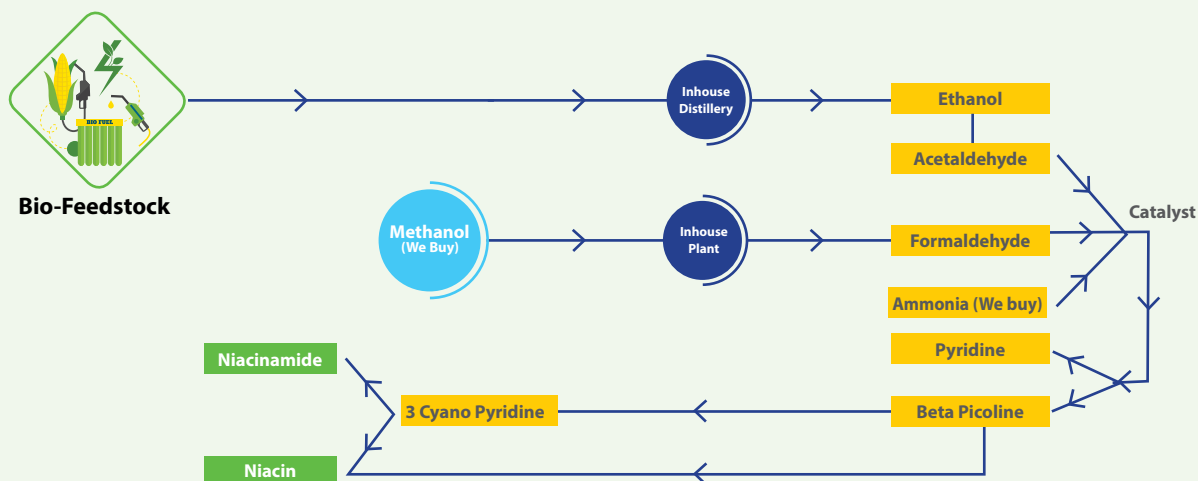 BIO FUEL
Bio-Feedstock
Inhouse
Distillery
Ethanol
Acetaldehyde
Catalyst
Methanol
(We Buy)
Inhouse
Plant
Formaldehyde
Ammonia (We buy)
Pyridine
Niacinamide
3 Cyano Pyridine
Beta Picoline
Niacin